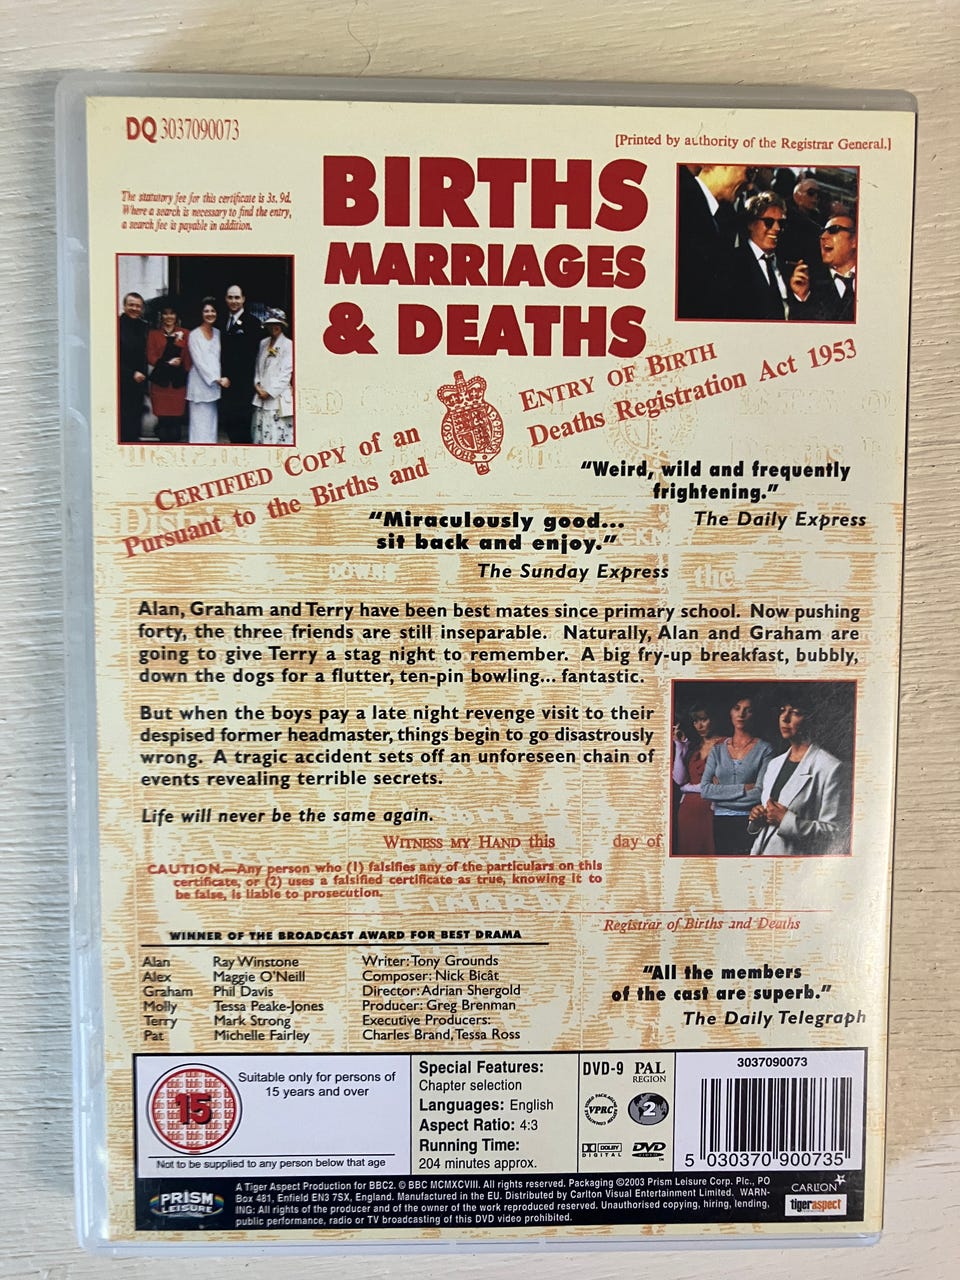 DQ 3037090073
[Printed by authority of the Registrar General.]
The statutory fee for this certificate is 3s. 9d.
Where a search is necessary to find the entry,
a search fee is payable in addition.
BIRTHS
MARRIAGES
& DEATHS
CERTIFIED COPY of an ENTRY OF BIRTH
Pursuant to the Births and Deaths Registration Act 1953
"Weird, wild and frequently
frightening."
The Daily Express
"Miraculously good...
sit back and enjoy."
The Sunday Express
Alan, Graham and Terry have been best mates since primary school. Now pushing
forty, the three friends are still inseparable. Naturally, Alan and Graham are
going to give Terry a stag night to remember. A big fry-up breakfast, bubbly,
down the dogs for a flutter, ten-pin bowling... fantastic.
But when the boys pay a late night revenge visit to their
despised former headmaster, things begin to go disastrously
wrong. A tragic accident sets off an unforeseen chain of
events revealing terrible secrets.
Life will never be the same again.
WITNESS MY HAND this day of
CAUTION.—Any person who (1) falsifies any of the particulars on this
certificate, or (2) uses a falsified certificate as true, knowing it to
be false, is liable to prosecution.
Registrar of Births and Deaths
WINNER OF THE BROADCAST AWARD FOR BEST DRAMA
Alan Ray Winstone Writer: Tony Grounds
Alex Maggie O'Neill Composer: Nick Bicât
Graham Phil Davis Director: Adrian Shergold
Molly Tessa Peake-Jones Producer: Greg Brenman
Terry Mark Strong Executive Producers:
Pat Michelle Fairley Charles Brand, Tessa Ross
"All the members
of the cast are superb."
The Daily Telegraph
15
Suitable only for persons of
15 years and over
Not to be supplied to any person below that age
Special Features:
Chapter selection
Languages: English
Aspect Ratio: 4:3
Running Time:
204 minutes approx.
DVD-9 PAL
REGION
VPRC 2
DOLBY
DIGITAL
DVD
3037090073
5 030370 900735
PRISM
LEISURE
A Tiger Aspect Production for BBC2. © BBC MCMXCVIII. All rights reserved. Packaging ©2003 Prism Leisure Corp. Plc., PO
Box 481, Enfield EN3 7SX, England. Manufactured in the EU. Distributed by Carlton Visual Entertainment Limited. WARN-
ING: All rights of the producer and of the owner of the work reproduced reserved. Unauthorised copying, hiring, lending,
public performance, radio or TV broadcasting of this DVD video prohibited.
CARLTON
tigeraspect